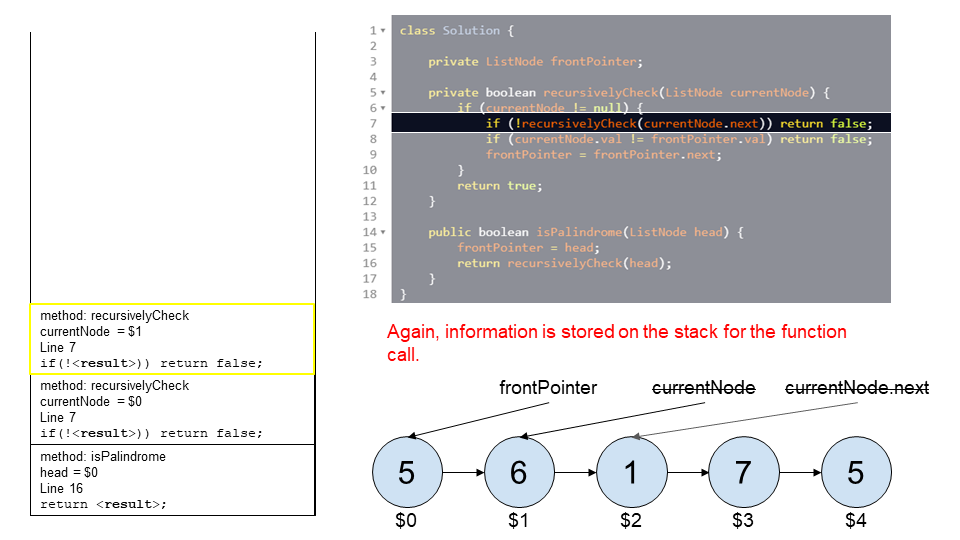 1 class Solution {
2
3 private ListNode frontPointer;
4
5 private boolean recursivelyCheck(ListNode currentNode) {
6 if (currentNode != null) {
7 if (!recursivelyCheck(currentNode.next)) return false;
8 if (currentNode.val != frontPointer.val) return false;
9 frontPointer = frontPointer.next;
10 }
11 return true;
12 }
13
14 public boolean isPalindrome(ListNode head) {
15 frontPointer = head;
16 return recursivelyCheck(head);
17 }
18 }
method: recursivelyCheck
currentNode = $1
Line 7
if(!<result>)) return false;
method: recursivelyCheck
currentNode = $0
Line 7
if(!<result>)) return false;
method: isPalindrome
head = $0
Line 16
return <result>;
Again, information is stored on the stack for the function
call.
frontPointer currentNode currentNode.next
5 6 1 7 5
$0 $1 $2 $3 $4